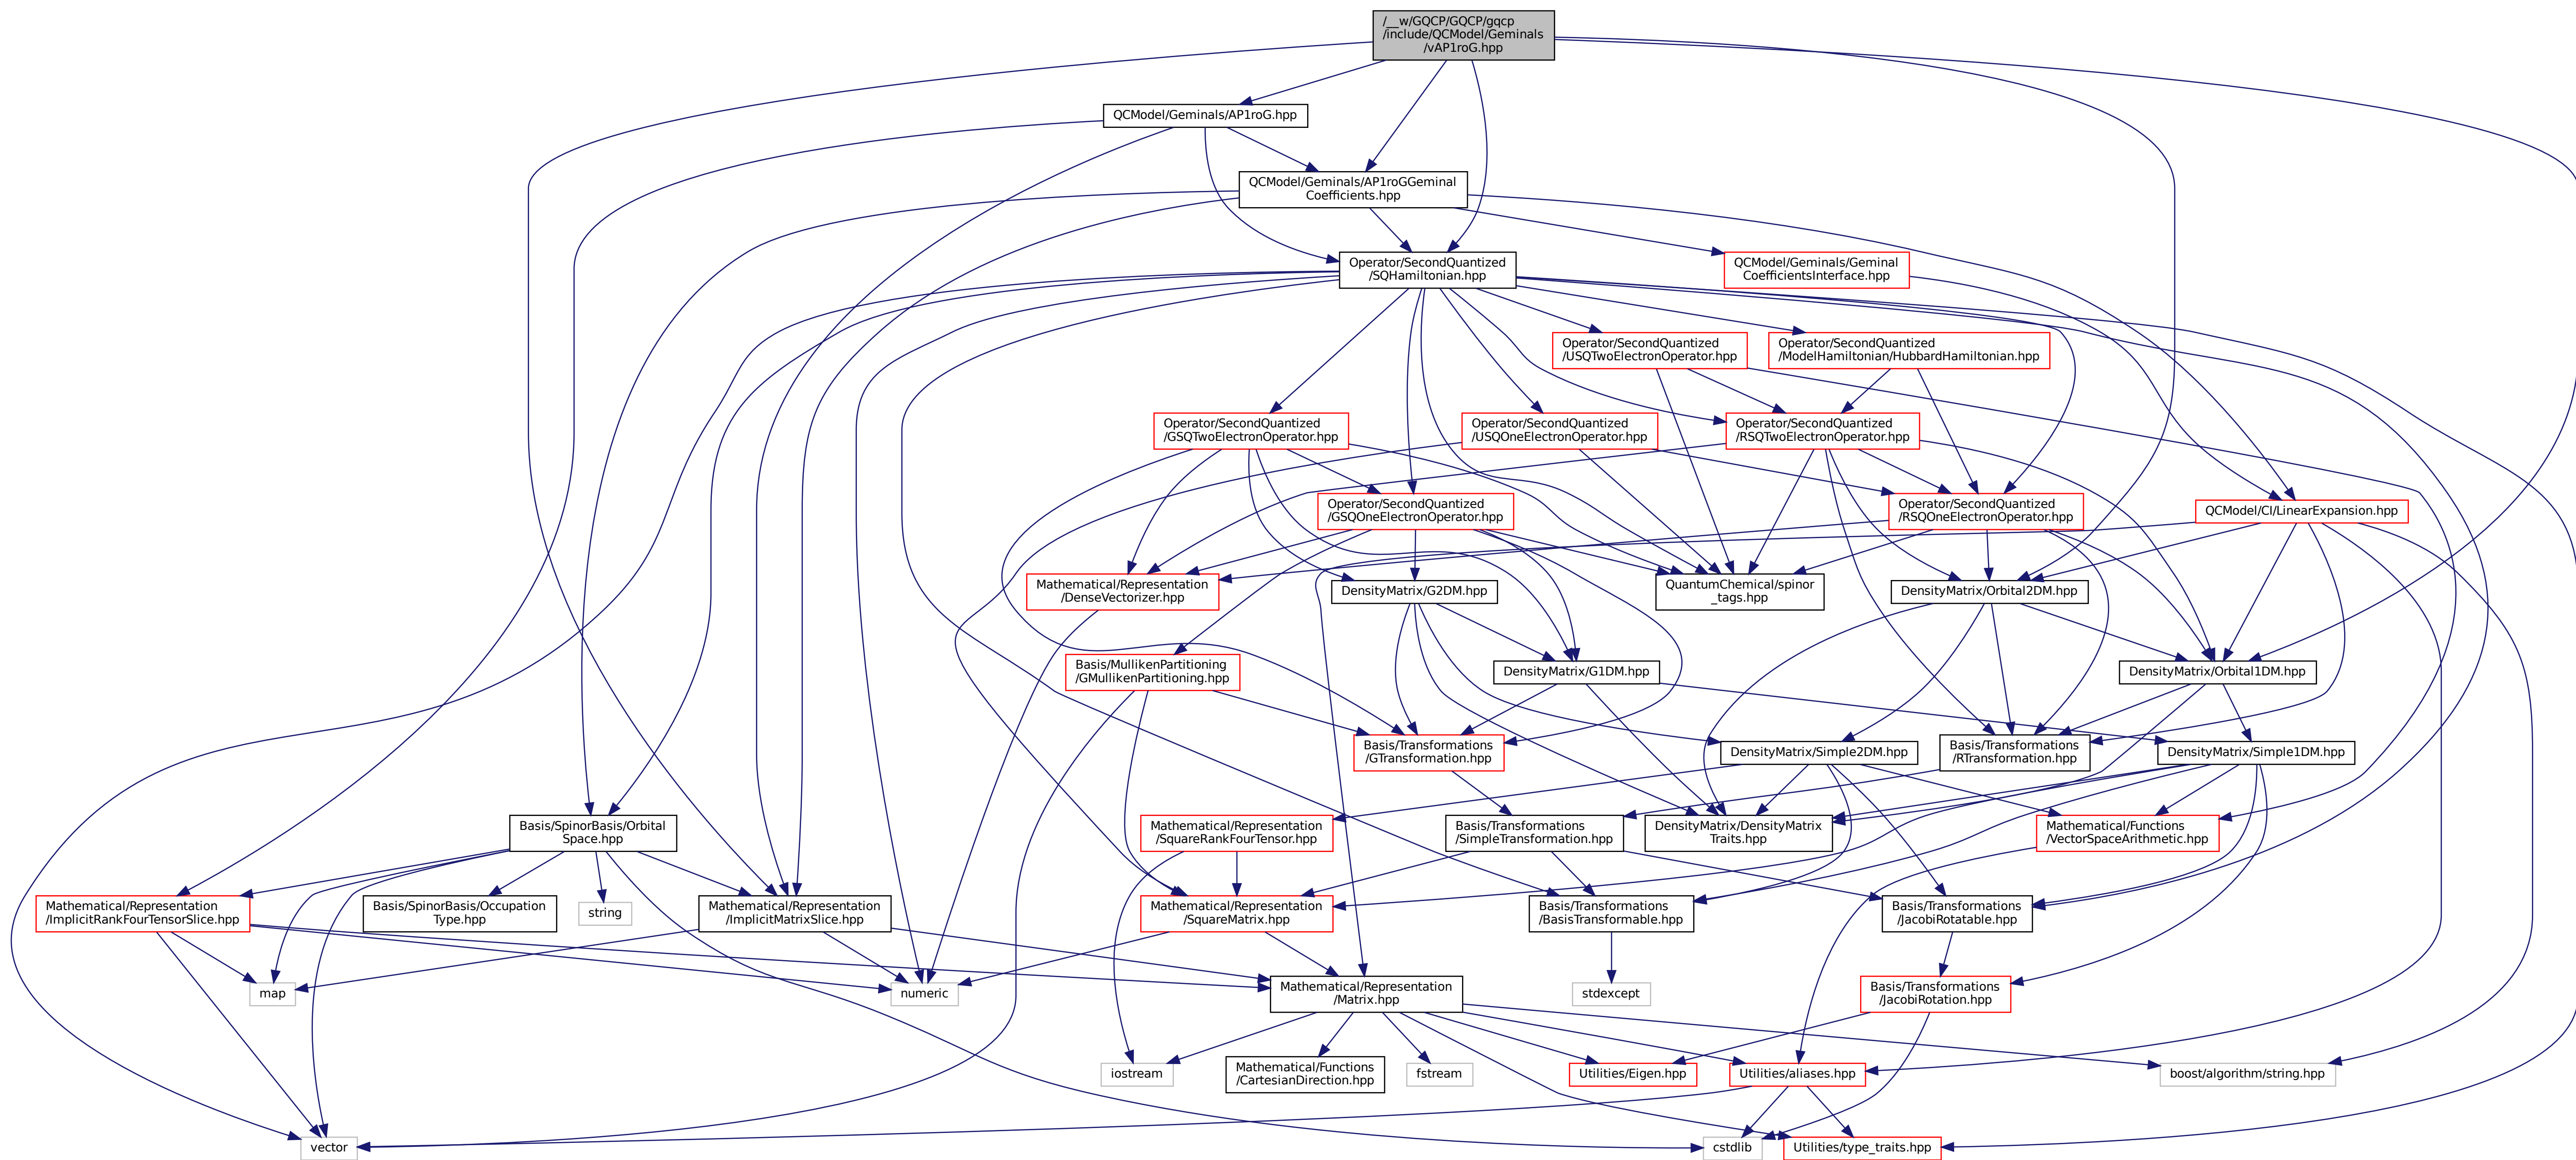 /__w/GQCP/GQCP/gqcp
/include/QCModel/Geminals
/vAP1roG.hpp
QCModel/Geminals/AP1roG.hpp
QCModel/Geminals/AP1roGGeminal
Coefficients.hpp
Operator/SecondQuantized
/SQHamiltonian.hpp
QCModel/Geminals/Geminal
CoefficientsInterface.hpp
Operator/SecondQuantized
/USQTwoElectronOperator.hpp
Operator/SecondQuantized
/ModelHamiltonian/HubbardHamiltonian.hpp
Operator/SecondQuantized
/GSQTwoElectronOperator.hpp
Operator/SecondQuantized
/USQOneElectronOperator.hpp
Operator/SecondQuantized
/RSQTwoElectronOperator.hpp
Operator/SecondQuantized
/GSQOneElectronOperator.hpp
Operator/SecondQuantized
/RSQOneElectronOperator.hpp
QCModel/CI/LinearExpansion.hpp
Mathematical/Representation
/DenseVectorizer.hpp
DensityMatrix/G2DM.hpp
QuantumChemical/spinor
_tags.hpp
DensityMatrix/Orbital2DM.hpp
Basis/MullikenPartitioning
/GMullikenPartitioning.hpp
DensityMatrix/G1DM.hpp
DensityMatrix/Orbital1DM.hpp
Basis/Transformations
/GTransformation.hpp
DensityMatrix/Simple2DM.hpp
Basis/Transformations
/RTransformation.hpp
DensityMatrix/Simple1DM.hpp
Basis/SpinorBasis/Orbital
Space.hpp
Mathematical/Representation
/SquareRankFourTensor.hpp
Basis/Transformations
/SimpleTransformation.hpp
DensityMatrix/DensityMatrix
Traits.hpp
Mathematical/Functions
/VectorSpaceArithmetic.hpp
Mathematical/Representation
/ImplicitRankFourTensorSlice.hpp
Basis/SpinorBasis/Occupation
Type.hpp
string
Mathematical/Representation
/ImplicitMatrixSlice.hpp
Mathematical/Representation
/SquareMatrix.hpp
Basis/Transformations
/BasisTransformable.hpp
Basis/Transformations
/JacobiRotatable.hpp
map
numeric
Mathematical/Representation
/Matrix.hpp
stdexcept
Basis/Transformations
/JacobiRotation.hpp
iostream
Mathematical/Functions
/CartesianDirection.hpp
fstream
Utilities/Eigen.hpp
Utilities/aliases.hpp
boost/algorithm/string.hpp
vector
cstdlib
Utilities/type_traits.hpp